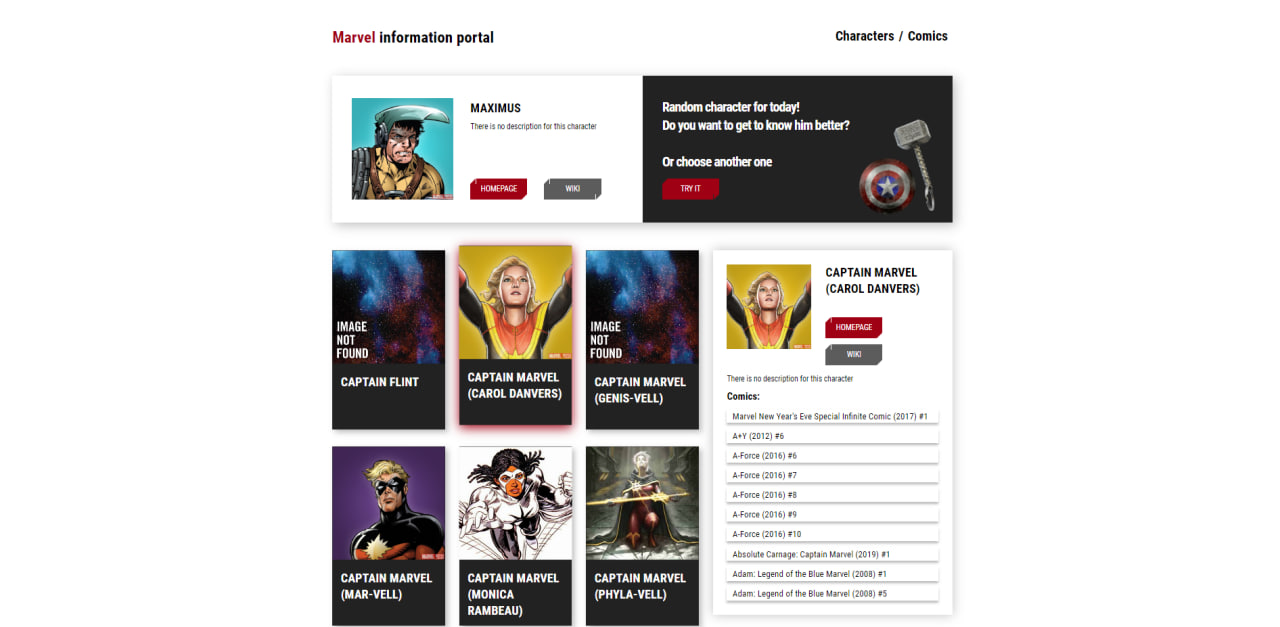 Marvel information portal
Characters / Comics
MAXIMUS
There is no description for this character
HOMEPAGE
WIKI
Random character for today!
Do you want to get to know him better?
Or choose another one
TRY IT
IMAGE
NOT
FOUND
CAPTAIN FLINT
CAPTAIN MARVEL
(CAROL DANVERS)
IMAGE
NOT
FOUND
CAPTAIN MARVEL
(GENIS-VELL)
CAPTAIN MARVEL
(MAR-VELL)
CAPTAIN MARVEL
(MONICA
RAMBEAU)
CAPTAIN MARVEL
(PHYLA-VELL)
CAPTAIN MARVEL
(CAROL DANVERS)
HOMEPAGE
WIKI
There is no description for this character
Comics:
Marvel New Year's Eve Special Infinite Comic (2017) #1
A+Y (2012) #6
A-Force (2016) #6
A-Force (2016) #7
A-Force (2016) #8
A-Force (2016) #9
A-Force (2016) #10
Absolute Carnage: Captain Marvel (2019) #1
Adam: Legend of the Blue Marvel (2008) #1
Adam: Legend of the Blue Marvel (2008) #5